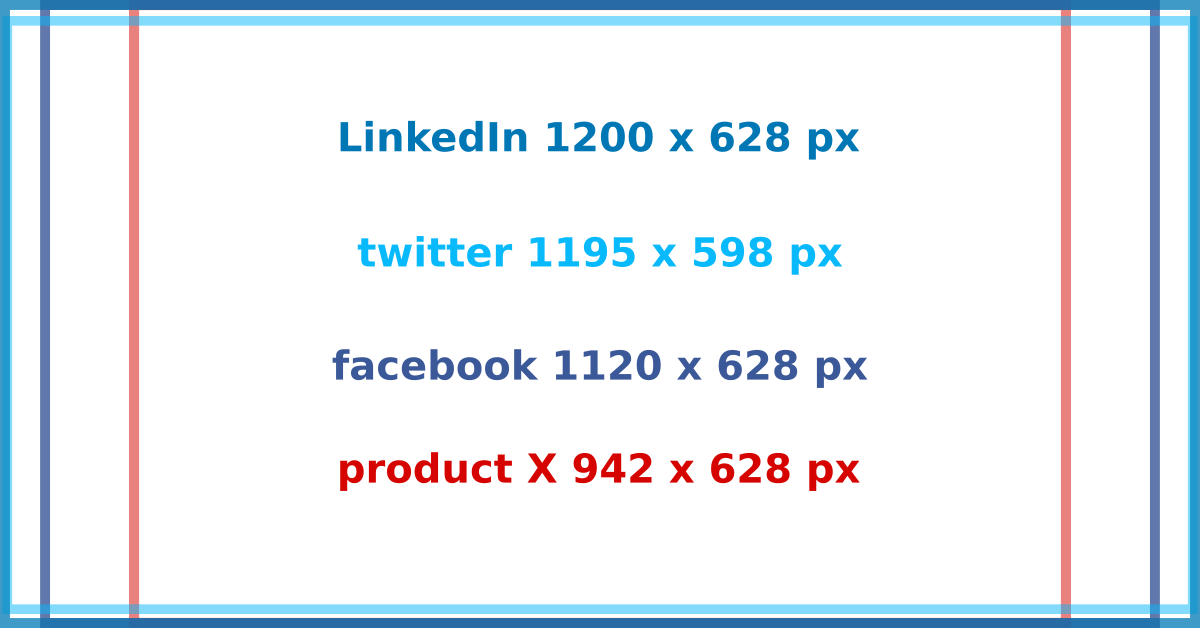 LinkedIn 1200 x 628 px
twitter 1195 x 598 px
facebook 1120 x 628 px
product X 942 x 628 px